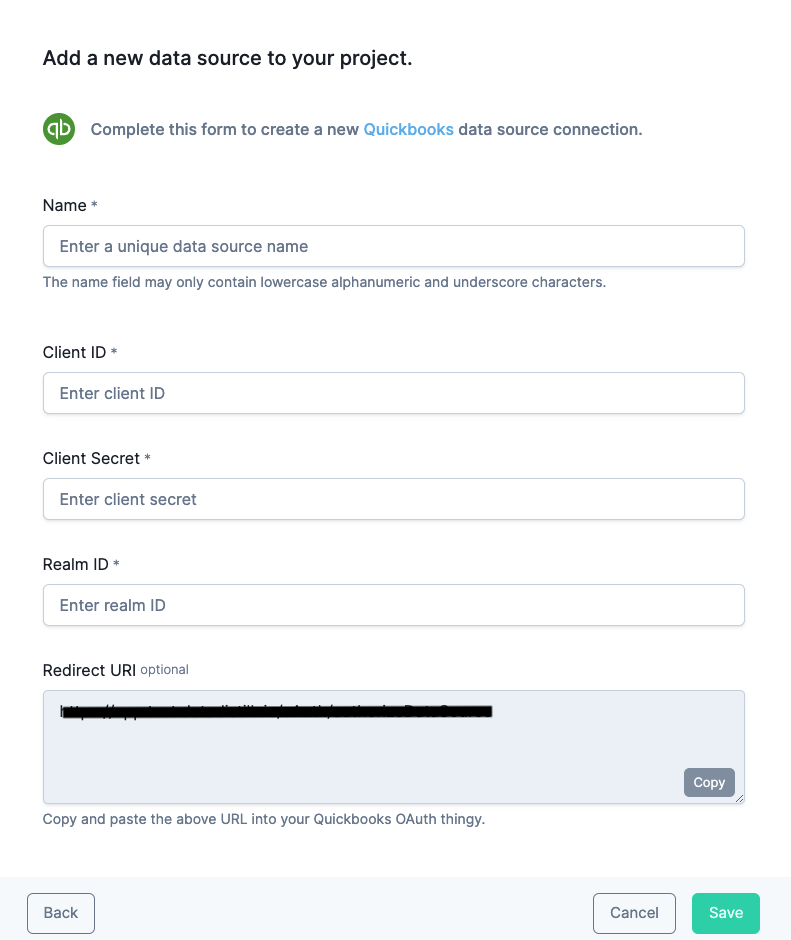 Add a new data source to your project.
qb
Complete this form to create a new Quickbooks data source connection.
Name *
Enter a unique data source name
The name field may only contain lowercase alphanumeric and underscore characters.
Client ID *
Enter client ID
Client Secret *
Enter client secret
Realm ID *
Enter realm ID
Redirect URI optional
Copy
Copy and paste the above URL into your Quickbooks OAuth thingy.
Back
Cancel
Save